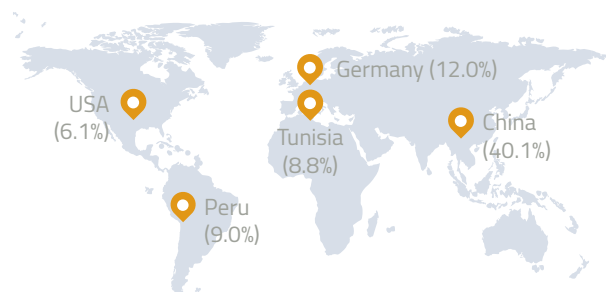 Germany (12.0%)
USA
(6.1%)
China
(40.1%)
Tunisia
(8.8%)
Peru
(9.0%)